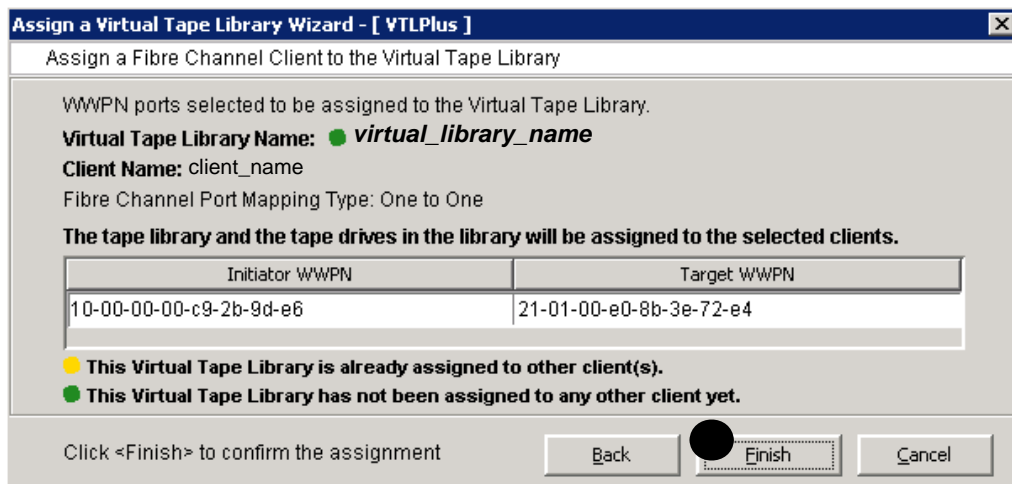 Assign a Virtual Tape Library Wizard - [ VTLPlus ]
Assign a Fibre Channel Client to the Virtual Tape Library
WWPN ports selected to be assigned to the Virtual Tape Library.
Virtual Tape Library Name: virtual_library_name
Client Name: client_name
Fibre Channel Port Mapping Type: One to One
The tape library and the tape drives in the library will be assigned to the selected clients.
Initiator WWPN Target WWPN
10-00-00-00-c9-2b-9d-e6 21-01-00-e0-8b-3e-72-e4
This Virtual Tape Library is already assigned to other client(s).
This Virtual Tape Library has not been assigned to any other client yet.
Click <Finish> to confirm the assignment Back Finish Cancel